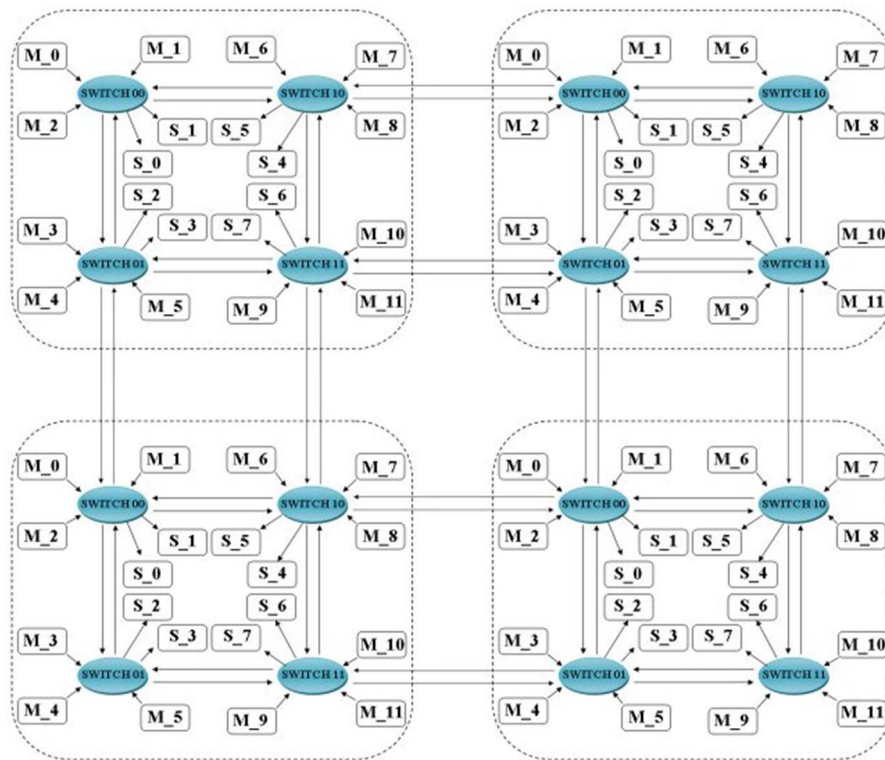 M_0 M_1 M_6 M_7 M_0 M_1 M_6 M_7
SWITCH 00 SWITCH 10 SWITCH 00 SWITCH 10
M_2 S_1 S_5 M_8 M_2 S_1 S_5 M_8
S_0 S_4 S_0 S_4
S_2 S_6 S_2 S_6
M_3 S_3 S_7 M_10 M_3 S_3 S_7 M_10
SWITCH 01 SWITCH 11 SWITCH 01 SWITCH 11
M_4 M_5 M_9 M_11 M_4 M_5 M_9 M_11
M_0 M_1 M_6 M_7 M_0 M_1 M_6 M_7
SWITCH 00 SWITCH 10 SWITCH 00 SWITCH 10
M_2 S_1 S_5 M_8 M_2 S_1 S_5 M_8
S_0 S_4 S_0 S_4
S_2 S_6 S_2 S_6
M_3 S_3 S_7 M_10 M_3 S_3 S_7 M_10
SWITCH 01 SWITCH 11 SWITCH 01 SWITCH 11
M_4 M_5 M_9 M_11 M_4 M_5 M_9 M_11